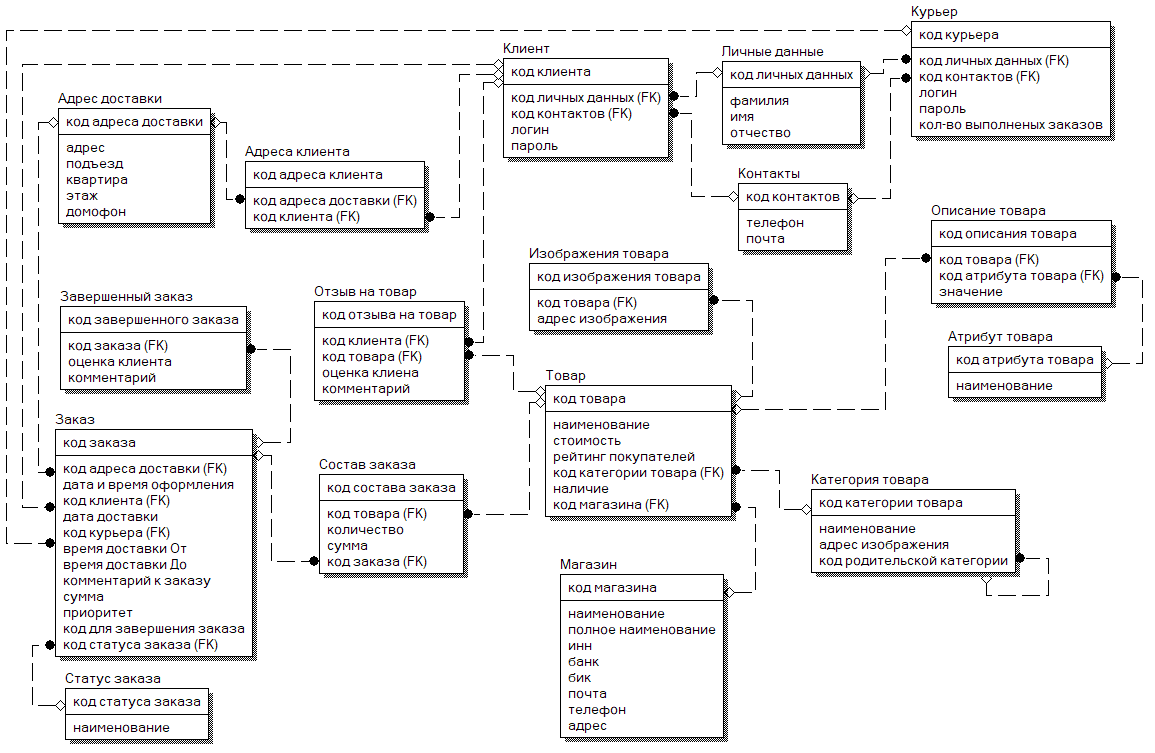 Курьер
код курьера
код личных данных (FK)
код контактов (FK)
логин
пароль
кол-во выполненых заказов
Клиент
код клиента
код личных данных (FK)
код контактов (FK)
логин
пароль
Личные данные
код личных данных
фамилия
имя
отчество
Адрес доставки
код адреса доставки
адрес
подъезд
квартира
этаж
домофон
Адреса клиента
код адреса клиента
код адреса доставки (FK)
код клиента (FK)
Контакты
код контактов
телефон
почта
Описание товара
код описания товара
код товара (FK)
код атрибута товара (FK)
значение
Изображения товара
код изображения товара
код товара (FK)
адрес изображения
Завершенный заказ
код завершенного заказа
код заказа (FK)
оценка клиента
комментарий
Отзыв на товар
код отзыва на товар
код клиента (FK)
код товара (FK)
оценка клиена
комментарий
Атрибут товара
код атрибута товара
наименование
Товар
код товара
наименование
стоимость
рейтинг покупателей
код категории товара (FK)
наличие
код магазина (FK)
Заказ
код заказа
код адреса доставки (FK)
дата и время оформления
код клиента (FK)
дата доставки
код курьера (FK)
время доставки От
время доставки До
комментарий к заказу
сумма
приоритет
код для завершения заказа
код статуса заказа (FK)
Состав заказа
код состава заказа
код товара (FK)
количество
сумма
код заказа (FK)
Категория товара
код категории товара
наименование
адрес изображения
код родительской категории
Магазин
код магазина
наименование
полное наименование
инн
банк
бик
почта
телефон
адрес
Статус заказа
код статуса заказа
наименование